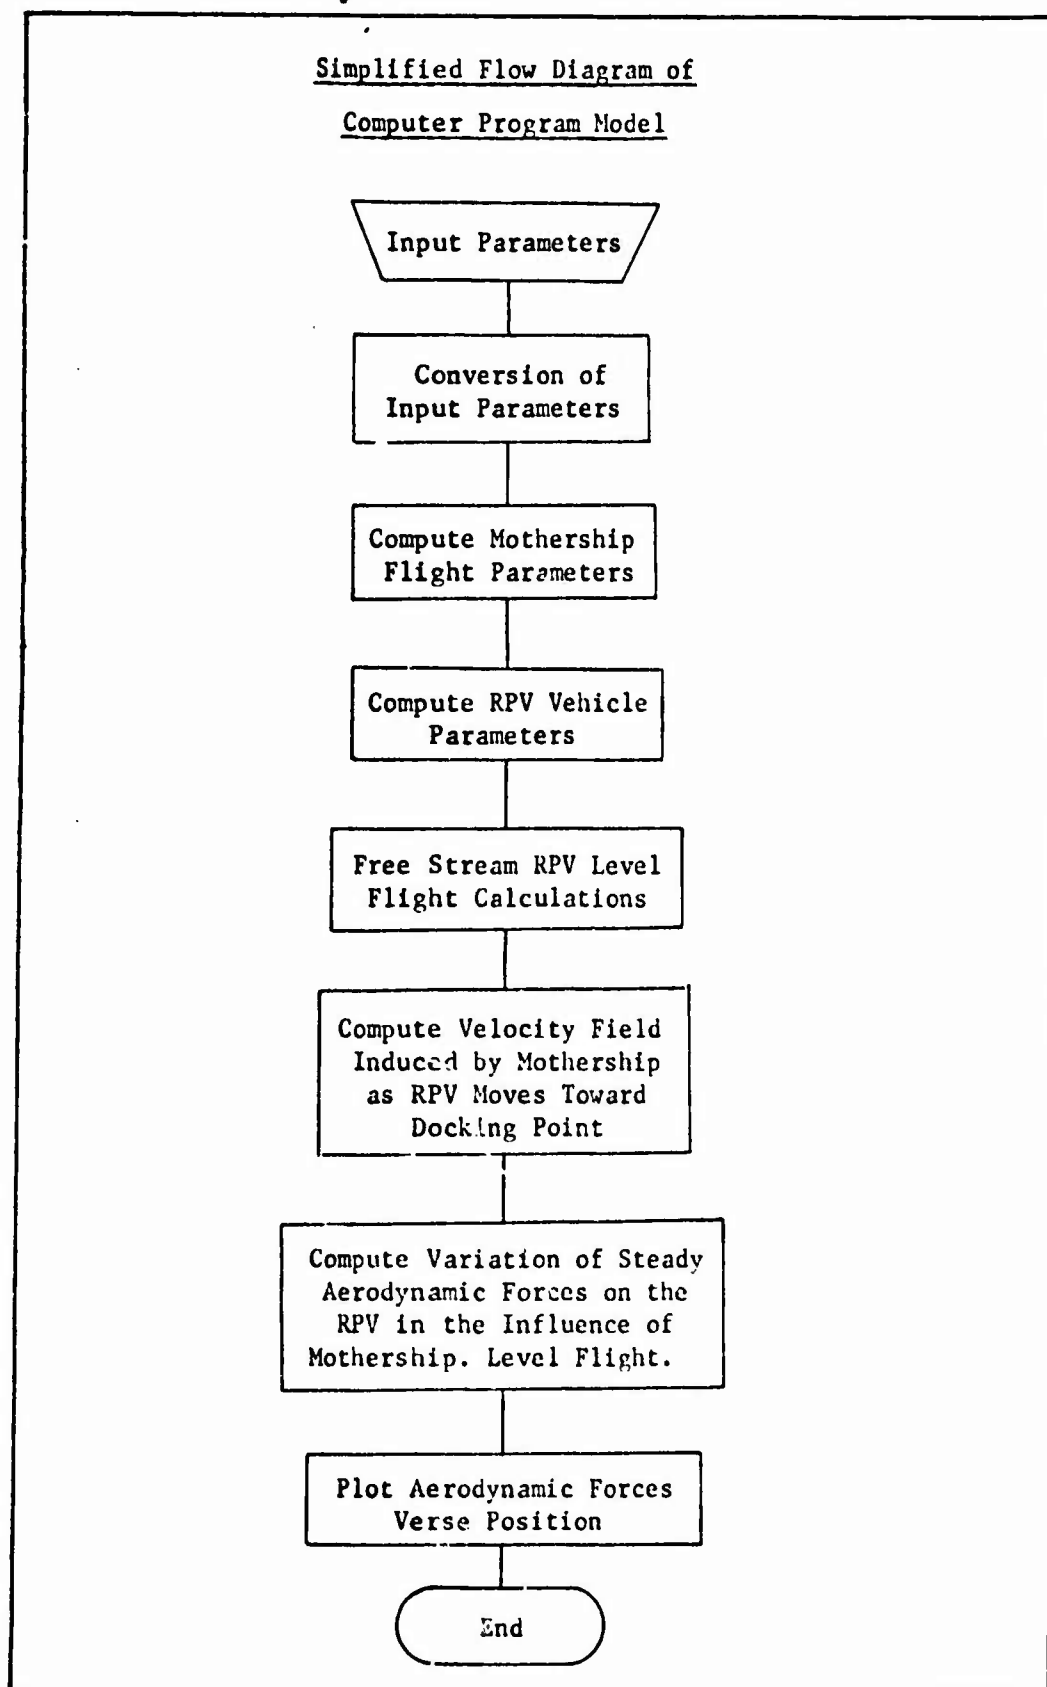 Simplified Flow Diagram of
Computer Program Model
Input Parameters
Conversion of
Input Parameters
Compute Mothership
Flight Parameters
Compute RPV Vehicle
Parameters
Free Stream RPV Level
Flight Calculations
Compute Velocity Field
Induced by Mothership
as RPV Moves Toward
Docking Point
Compute Variation of Steady
Aerodynamic Forces on the
RPV in the Influence of
Mothership. Level Flight.
Plot Aerodynamic Forces
Verse Position
End